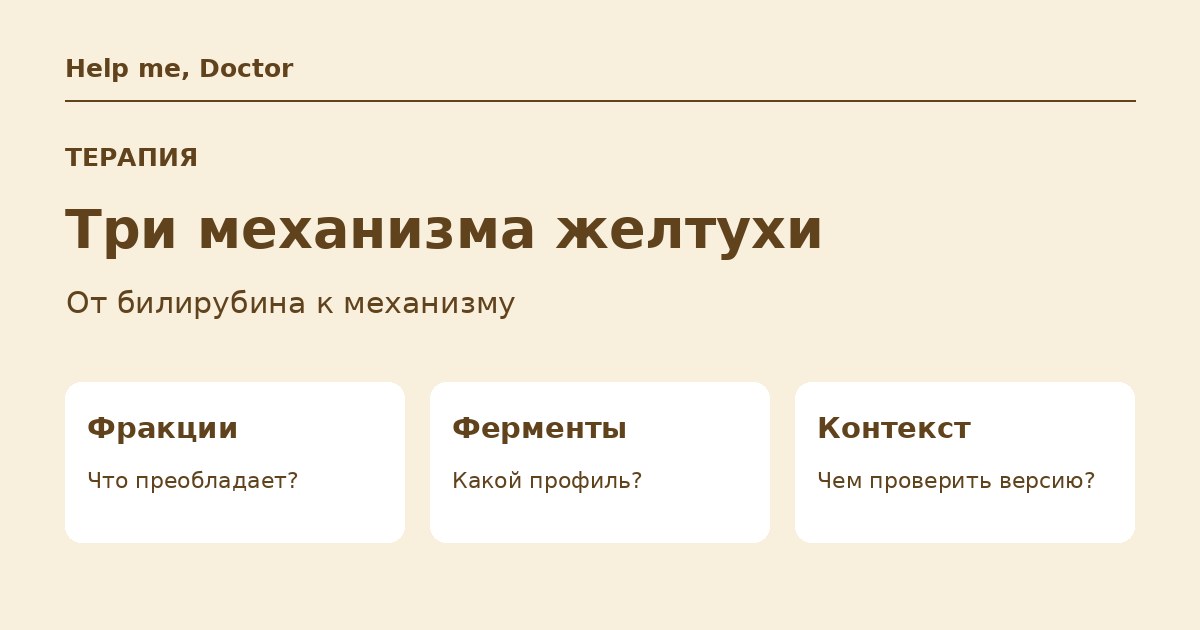 Help me, Doctor
ТЕРАПИЯ
Три механизма желтухи
От билирубина к механизму
Фракции
Что преобладает?
Ферменты
Какой профиль?
Контекст
Чем проверить версию?